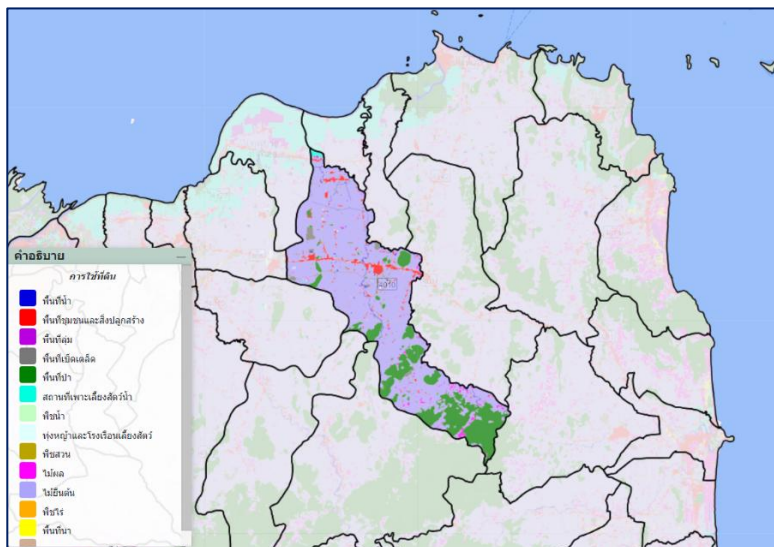 คำอธิบาย
การใช้ที่ดิน
พื้นที่น้ำ
พื้นที่ชุมชนและสิ่งปลูกสร้าง
พื้นที่ลุ่ม
พื้นที่เบ็ดเตล็ด
พื้นที่ป่า
สถานที่เพาะเลี้ยงสัตว์น้ำ
พืชน้ำ
ทุ่งหญ้าและโรงเรือนเลี้ยงสัตว์
พืชสวน
ไม้ผล
ไม้ยืนต้น
พืชไร่
พื้นที่นา